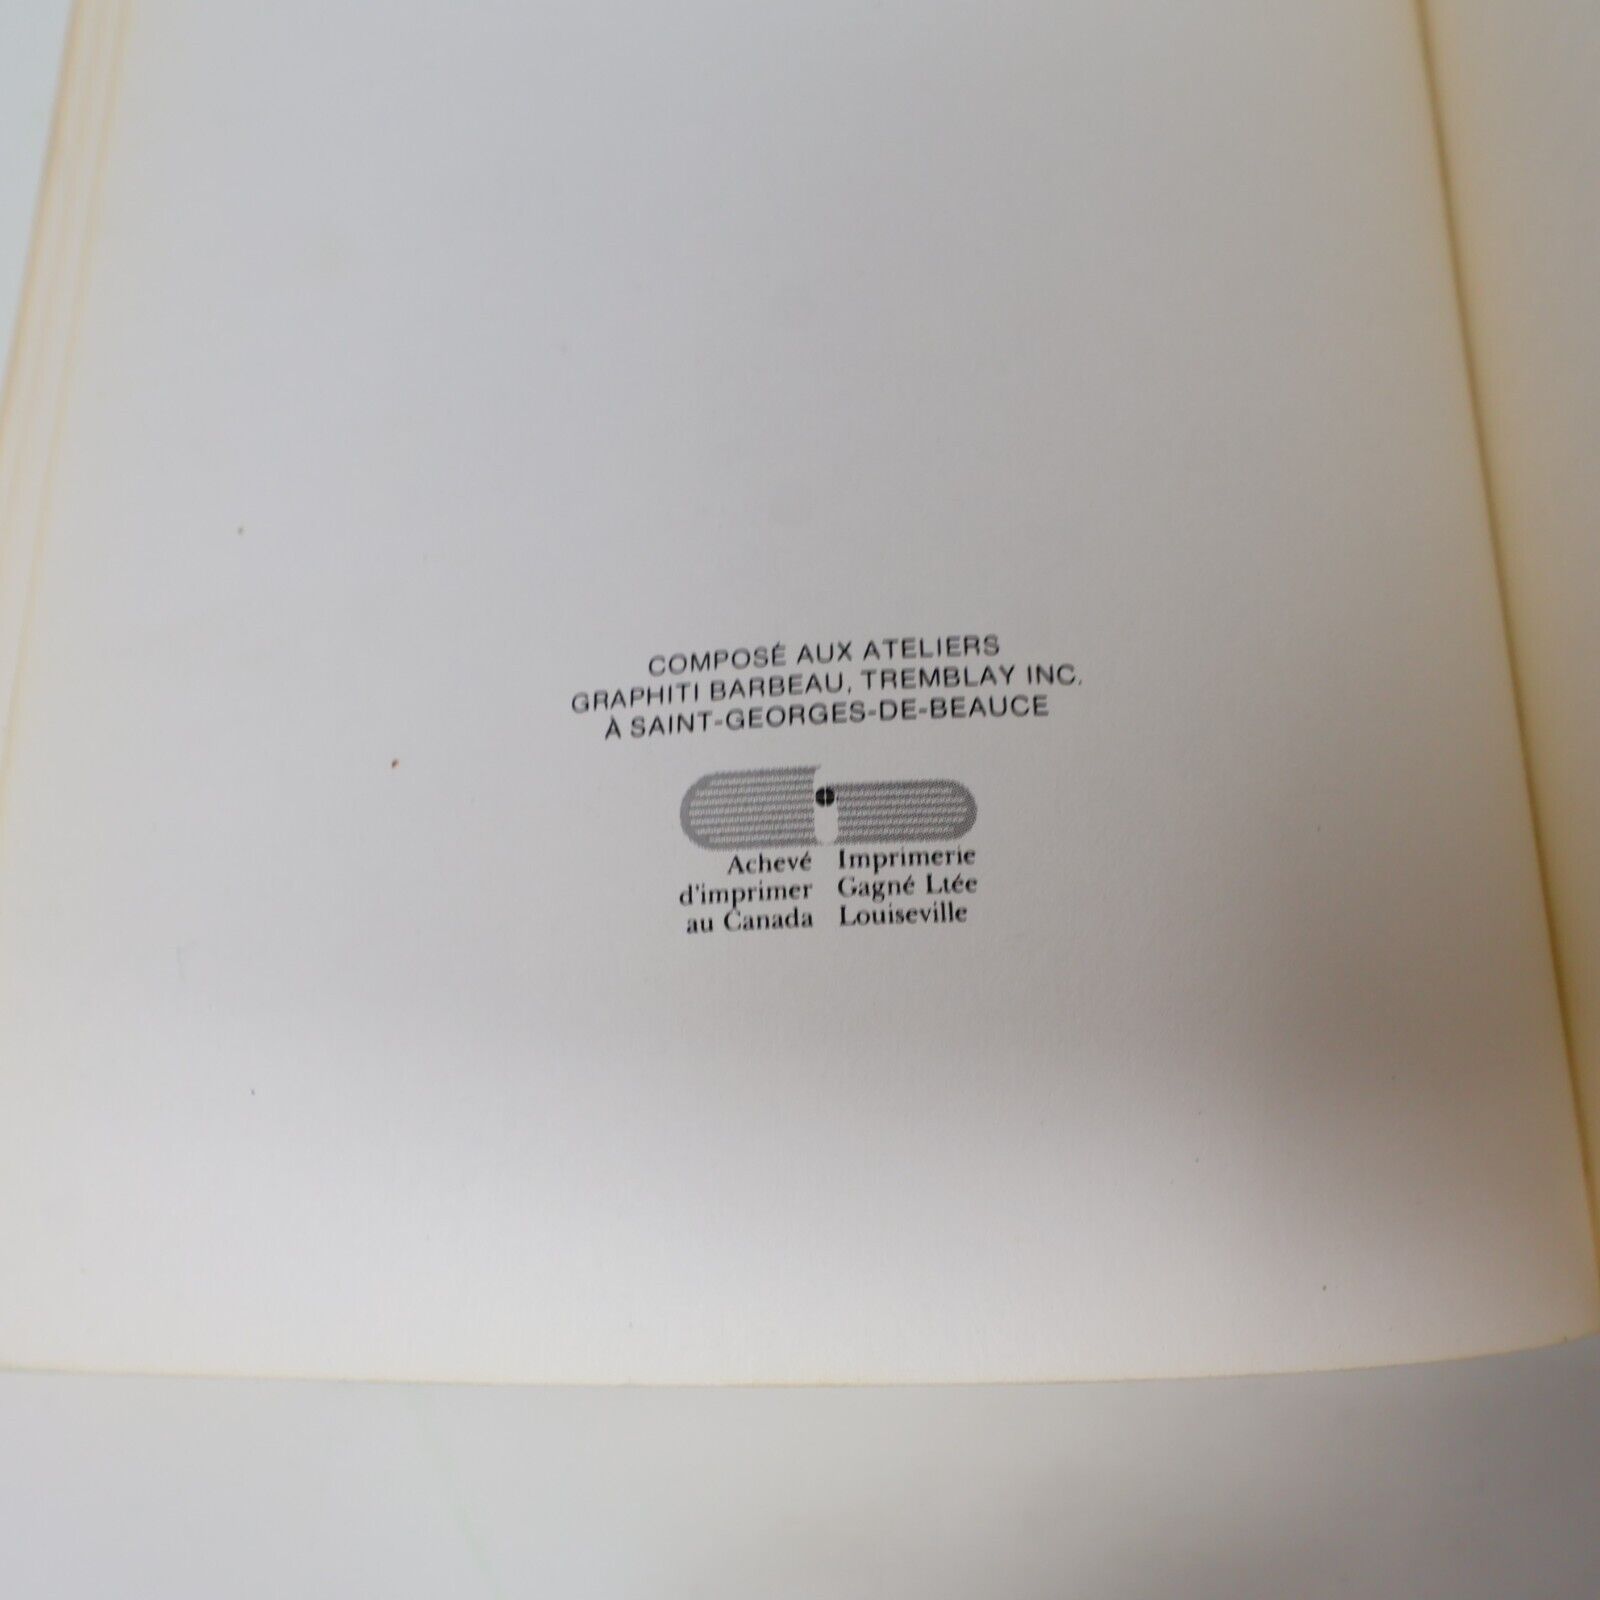 COMPOSÉ AUX ATELIERS
GRAPHITI BARBEAU, TREMBLAY INC.
À SAINT-GEORGES-DE-BEAUCE
Achevé
d'imprimer
au Canada
Imprimerie
Gagné Ltée
Louiseville